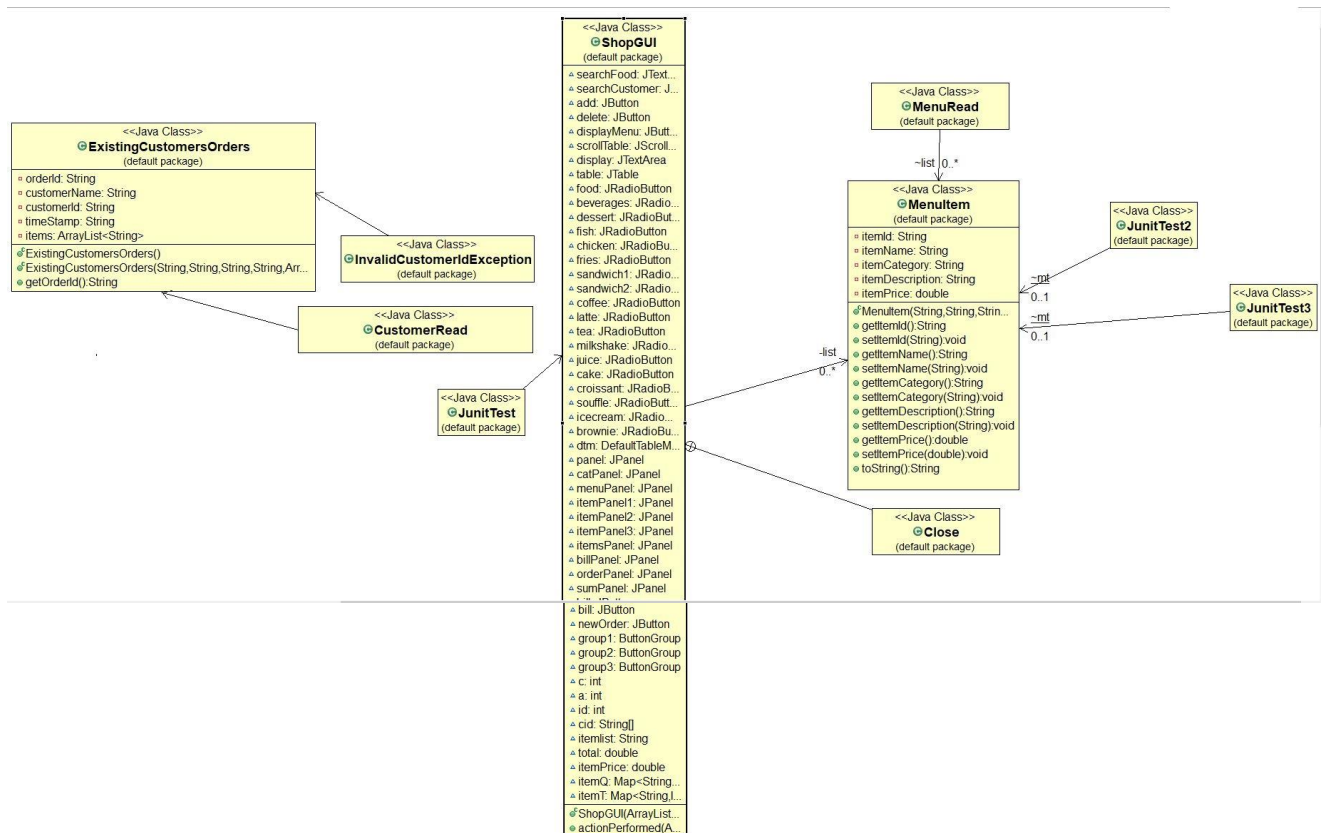 <<Java Class>>
ShopGUI
(default package)
searchFood: JText...
searchCustomer: J...
add: JButton
delete: JButton
displayMenu: JButt...
scrollTable: JScroll...
display: JTextArea
table: JTable
food: JRadioButton
beverages: JRadio...
dessert: JRadioBut...
fish: JRadioButton
chicken: JRadioBu...
fries: JRadioButton
sandwich1: JRadio...
sandwich2: JRadio...
coffee: JRadioButton
latte: JRadioButton
tea: JRadioButton
milkshake: JRadio...
juice: JRadioButton
cake: JRadioButton
croissant: JRadioB...
souffle: JRadioButt...
icecream: JRadio...
brownie: JRadioBu...
dtm: DefaultTableM...
panel: JPanel
catPanel: JPanel
menuPanel: JPanel
itemPanel1: JPanel
itemPanel2: JPanel
itemPanel3: JPanel
itemsPanel: JPanel
billPanel: JPanel
orderPanel: JPanel
sumPanel: JPanel
bill: JButton
newOrder: JButton
group1: ButtonGroup
group2: ButtonGroup
group3: ButtonGroup
c: int
a: int
id: int
cid: String[]
itemlist: String
total: double
itemPrice: double
itemQ: Map<String...
itemT: Map<String,I...
ShopGUI(ArrayList...
actionPerformed(A...
<<Java Class>>
ExistingCustomersOrders
(default package)
orderId: String
customerName: String
customerId: String
timeStamp: String
items: ArrayList<String>
ExistingCustomersOrders()
ExistingCustomersOrders(String,String,String,String,Arr...
getOrderId():String
<<Java Class>>
InvalidCustomerIdException
(default package)
<<Java Class>>
CustomerRead
(default package)
<<Java Class>>
JunitTest
(default package)
<<Java Class>>
MenuRead
(default package)
~list 0..*
<<Java Class>>
MenuItem
(default package)
itemId: String
itemName: String
itemCategory: String
itemDescription: String
itemPrice: double
MenuItem(String,String,Strin...
getItemId():String
setItemId(String):void
getItemName():String
setItemName(String):void
getItemCategory():String
setItemCategory(String):void
getItemDescription():String
setItemDescription(String):void
getItemPrice():double
setItemPrice(double):void
toString():String
-list
0..*
<<Java Class>>
JunitTest2
(default package)
~mt
0..1
<<Java Class>>
JunitTest3
(default package)
~mt
0..1
<<Java Class>>
Close
(default package)